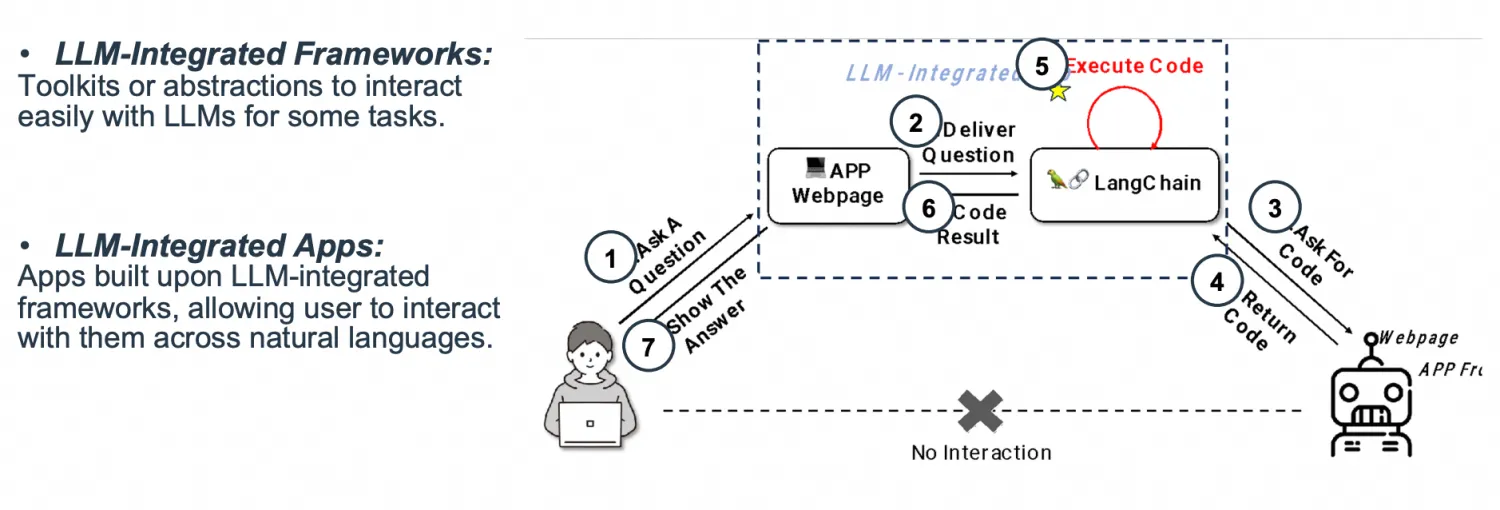 • LLM-Integrated Frameworks:
Toolkits or abstractions to interact
easily with LLMs for some tasks.
• LLM-Integrated Apps:
Apps built upon LLM-integrated
frameworks, allowing user to interact
with them across natural languages.
LLM-Integrated
5
Execute Code
2
.Deliver
Question
APP
Webpage
LangChain
6
Code
Result
1
.Ask A
Question
7
Show The
Answer
3
.Ask For
Code
4
Return
Code
Webpage
APP Fr
No Interaction